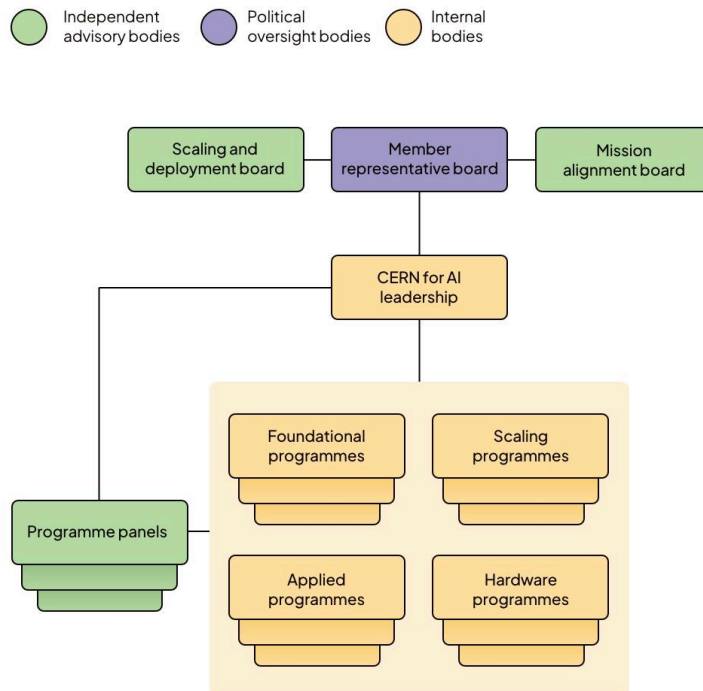 Independent
advisory bodies
Political
oversight bodies
Internal
bodies
Scaling and
deployment board
Member
representative board
Mission
alignment board
CERN for AI
leadership
Foundational
programmes
Scaling
programmes
Programme panels
Applied
programmes
Hardware
programmes